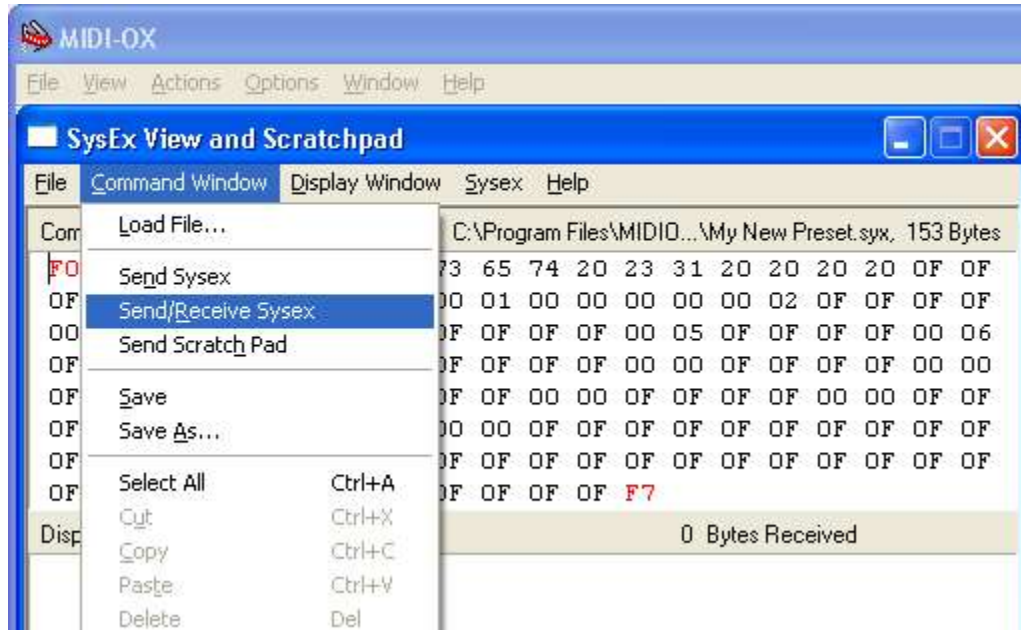 MIDI-OX
File View Actions Options Window Help
SysEx View and Scratchpad
File Command Window Display Window Sysex Help
Com C:\Program Files\MIDIO...\My New Preset.syx, 153 Bytes
Load File...
F0 73 65 74 20 23 31 20 20 20 20 0F 0F
Send Sysex
0F 00 01 00 00 00 00 00 02 0F 0F 0F 0F
Send/Receive Sysex
00 0F 0F 0F 0F 00 05 0F 0F 0F 0F 00 06
Send Scratch Pad
0F 0F 0F 0F 0F 00 00 0F 0F 0F 0F 00 00
0F 0F 0F 00 00 0F 0F 0F 0F 00 00 0F 0F
Save
0F 00 00 0F 0F 0F 0F 0F 0F 0F 0F 0F 0F
Save As...
0F 0F 0F 0F 0F 0F 0F 0F 0F 0F 0F 0F 0F
Select All Ctrl+A
0F 0F 0F 0F 0F F7
Cut Ctrl+X
Disp 0 Bytes Received
Copy Ctrl+C
Paste Ctrl+V
Delete Del